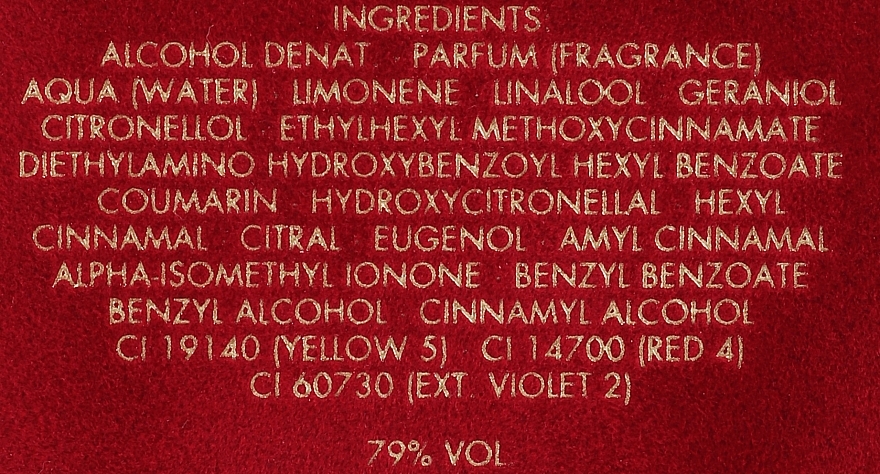 INGREDIENTS:
ALCOHOL DENAT   PARFUM (FRAGRANCE)
AQUA (WATER)   LIMONENE   LINALOOL   GERANIOL
CITRONELLOL   ETHYLHEXYL METHOXYCINNAMATE
DIETHYLAMINO HYDROXYBENZOYL HEXYL BENZOATE
COUMARIN   HYDROXYCITRONELLAL   HEXYL
CINNAMAL   CITRAL   EUGENOL   AMYL CINNAMAL
ALPHA-ISOMETHYL IONONE   BENZYL BENZOATE
BENZYL ALCOHOL   CINNAMYL ALCOHOL
CI 19140 (YELLOW 5)   CI 14700 (RED 4)
CI 60730 (EXT. VIOLET 2)
79% VOL